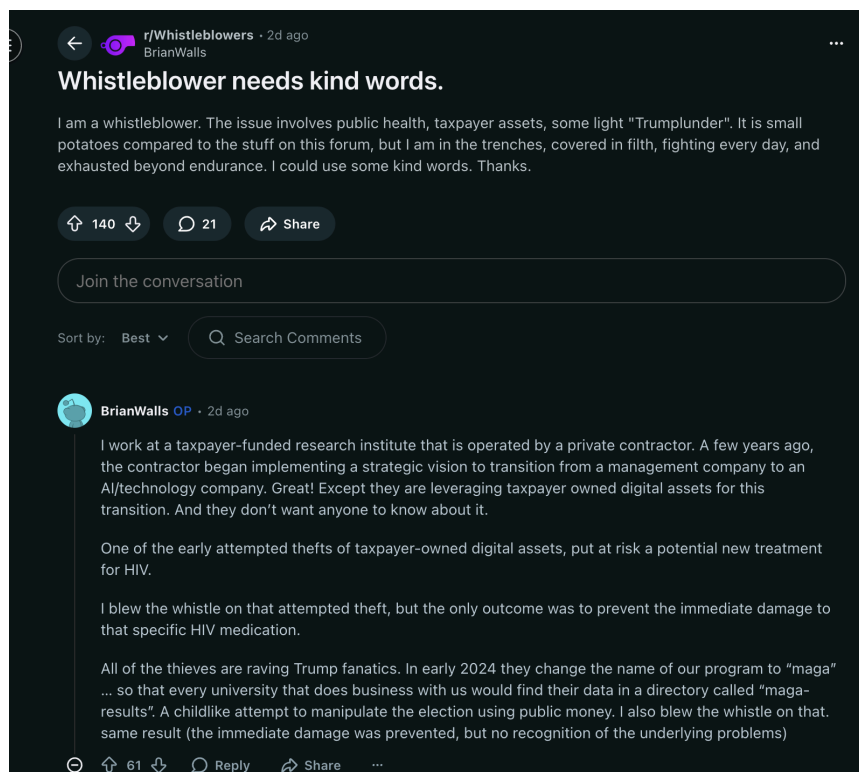 r/Whistleblowers • 2d ago
BrianWalls
Whistleblower needs kind words.
I am a whistleblower. The issue involves public health, taxpayer assets, some light "Trumplunder". It is small
potatoes compared to the stuff on this forum, but I am in the trenches, covered in filth, fighting every day, and
exhausted beyond endurance. I could use some kind words. Thanks.
140
21
Share
Join the conversation
Sort by: Best
Search Comments
BrianWalls OP • 2d ago
I work at a taxpayer-funded research institute that is operated by a private contractor. A few years ago,
the contractor began implementing a strategic vision to transition from a management company to an
AI/technology company. Great! Except they are leveraging taxpayer owned digital assets for this
transition. And they don’t want anyone to know about it.
One of the early attempted thefts of taxpayer-owned digital assets, put at risk a potential new treatment
for HIV.
I blew the whistle on that attempted theft, but the only outcome was to prevent the immediate damage to
that specific HIV medication.
All of the thieves are raving Trump fanatics. In early 2024 they change the name of our program to “maga”
... so that every university that does business with us would find their data in a directory called “maga-
results”. A childlike attempt to manipulate the election using public money. I also blew the whistle on that.
same result (the immediate damage was prevented, but no recognition of the underlying problems)
61
Reply
Share